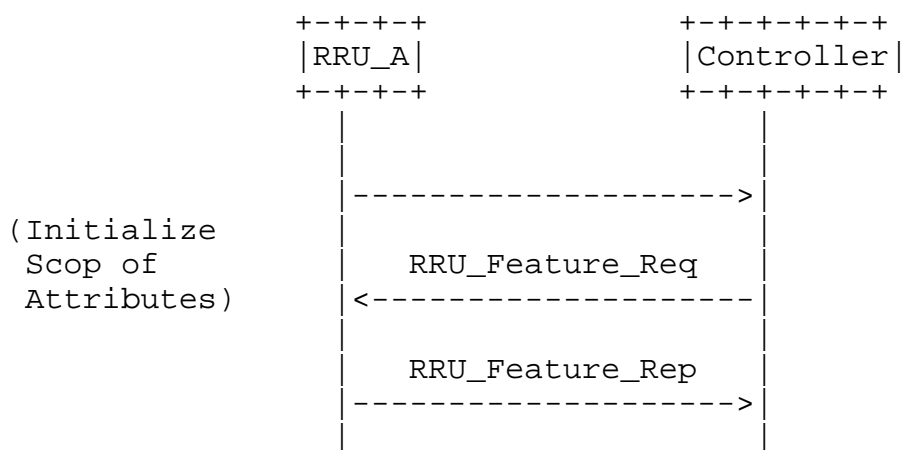 RRU_A Controller
(Initialize
Scop of RRU_Feature_Req
Attributes)
RRU_Feature_Rep